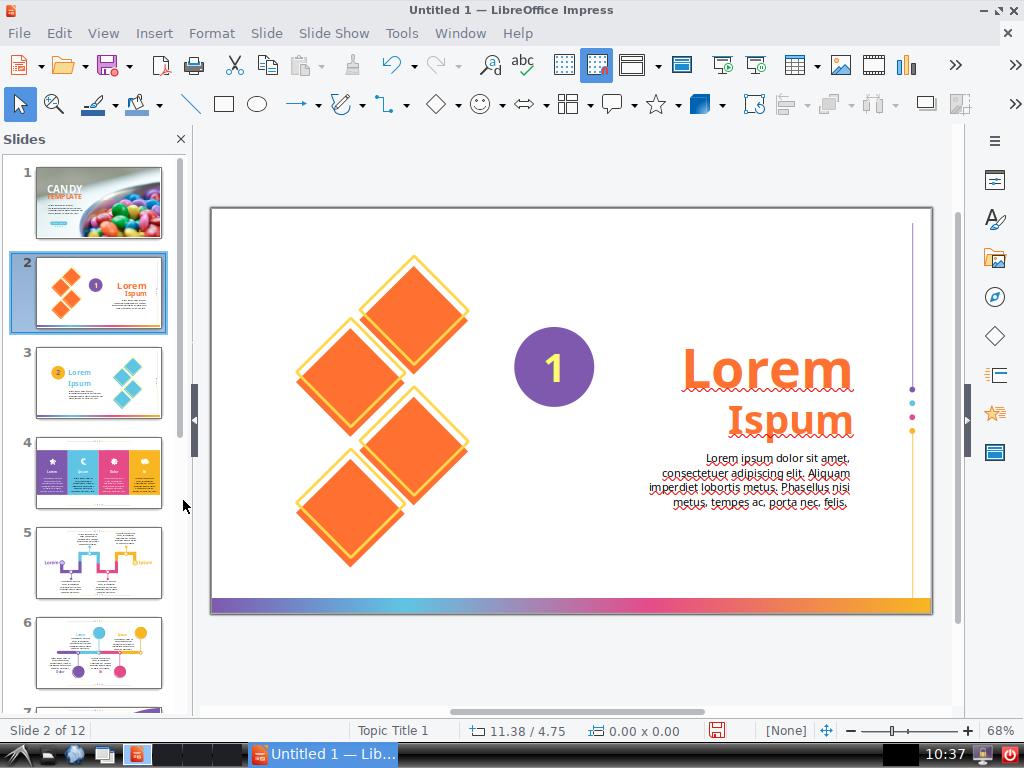 Untitled 1 — LibreOffice Impress
File Edit View Insert Format Slide Slide Show Tools Window Help
abc
Slides
1
CANDY
TEMPLATE
2
1
Lorem
Ispum
3
2
Lorem
Ipsum
4
5
Lorem
Ipsum
6
7
1
Lorem
Ispum
Lorem ipsum dolor sit amet,
consectetuer adipiscing elit. Aliquam
imperdiet lobortis metus. Phasellus nisi
metus, tempes ac, porta nec, felis.
Slide 2 of 12
Topic Title 1
11.38 / 4.75
0.00 x 0.00
[None]
68%
Untitled 1 — Lib...
10:37